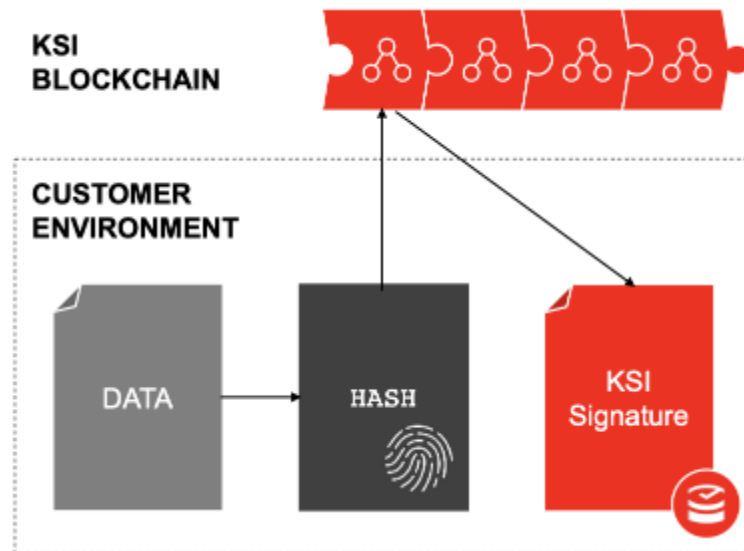 KSI
BLOCKCHAIN
CUSTOMER
ENVIRONMENT
DATA
HASH
KSI
Signature